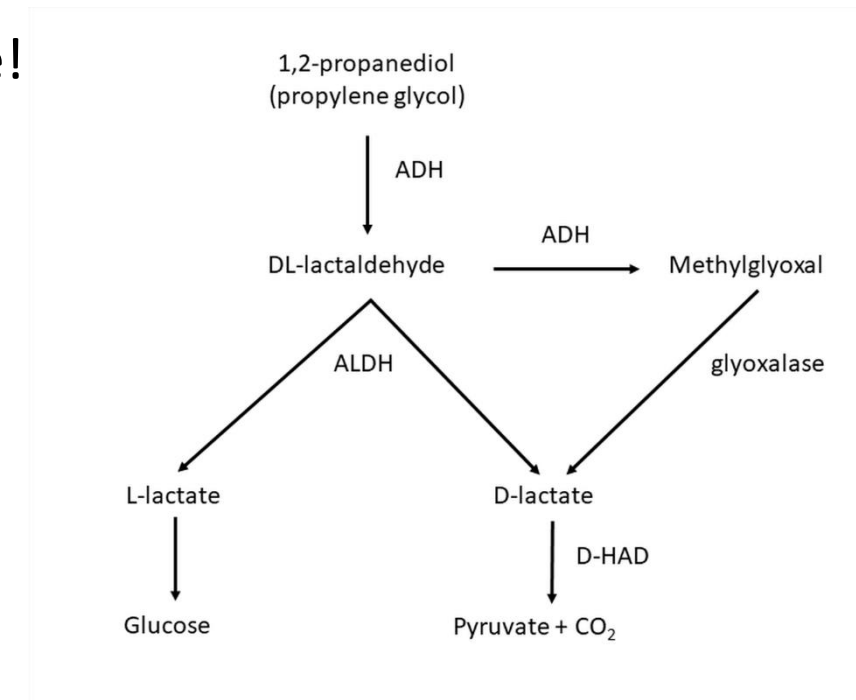 !
1,2-propanediol
(propylene glycol)
ADH
ADH
DL-lactaldehyde
Methylglyoxal
ALDH
glyoxalase
L-lactate
D-lactate
D-HAD
Glucose
Pyruvate + CO₂